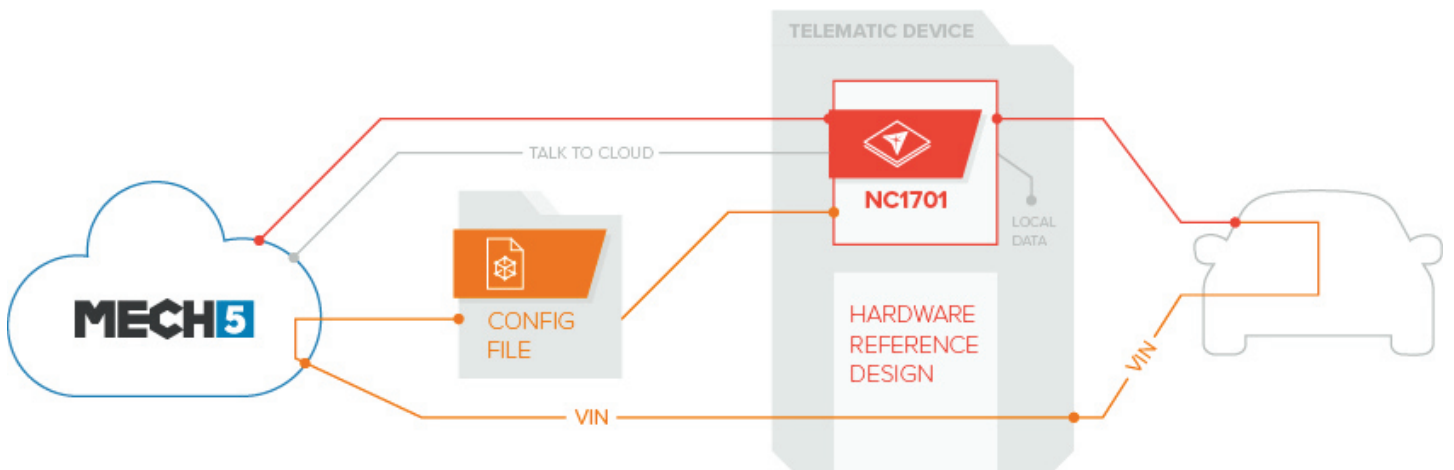 TELEMATIC DEVICE
TALK TO CLOUD
NC1701
LOCAL
DATA
MECH5
CONFIG
FILE
HARDWARE
REFERENCE
DESIGN
VIN
VIN